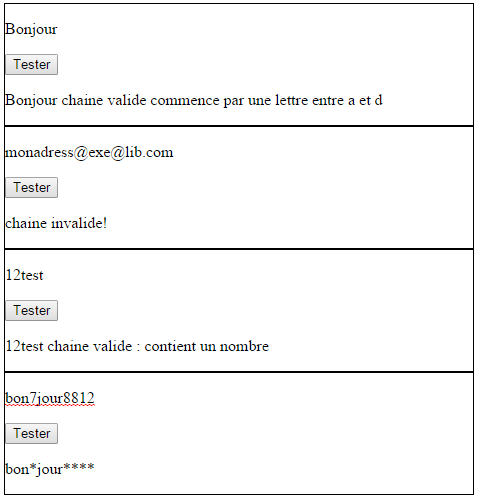 Bonjour
Tester
Bonjour chaine valide commence par une lettre entre a et d
monadress@exe@lib.com
Tester
chaine invalide!
12test
Tester
12test chaine valide : contient un nombre
bon7jour8812
Tester
bon*jour****